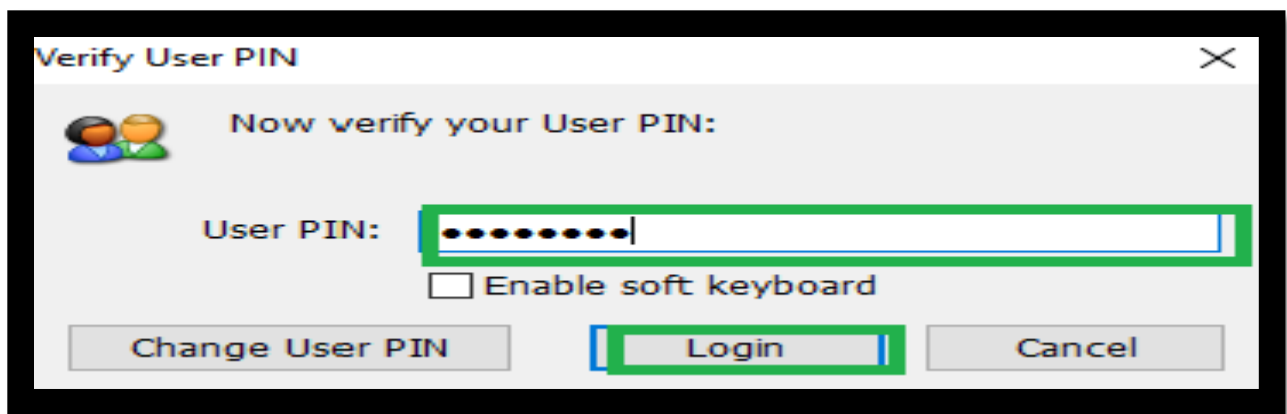 Verify User PIN
Now verify your User PIN:
User PIN: ••••••••
Enable soft keyboard
Change User PIN Login Cancel